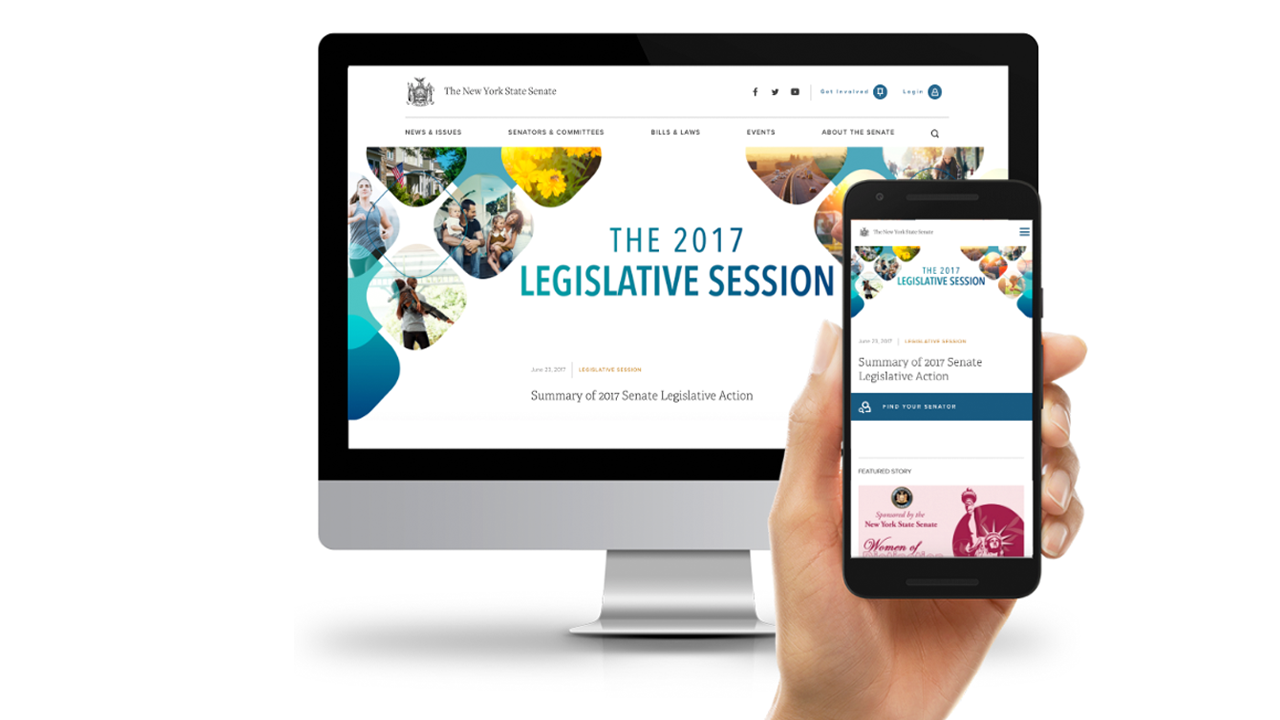 The New York State Senate
Get Involved
Login
NEWS & ISSUES
SENATORS & COMMITTEES
BILLS & LAWS
EVENTS
ABOUT THE SENATE
THE 2017
LEGISLATIVE SESSION
June 23, 2017
LEGISLATIVE SESSION
Summary of 2017 Senate Legislative Action
The New York State Senate
THE 2017
LEGISLATIVE SESSION
June 23, 2017
LEGISLATIVE SESSION
Summary of 2017 Senate
Legislative Action
FIND YOUR SENATOR
FEATURED STORY
Sponsored by the
New York State Senate
Women of